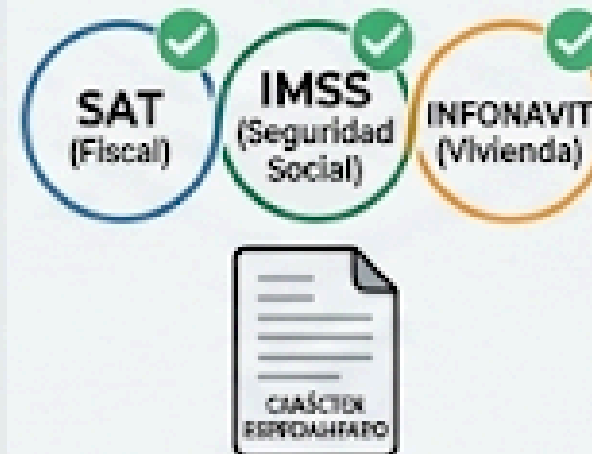 SAT
(Fiscal)
IMSS
(Seguridad
Social)
INFONAVIT
(Vivienda)